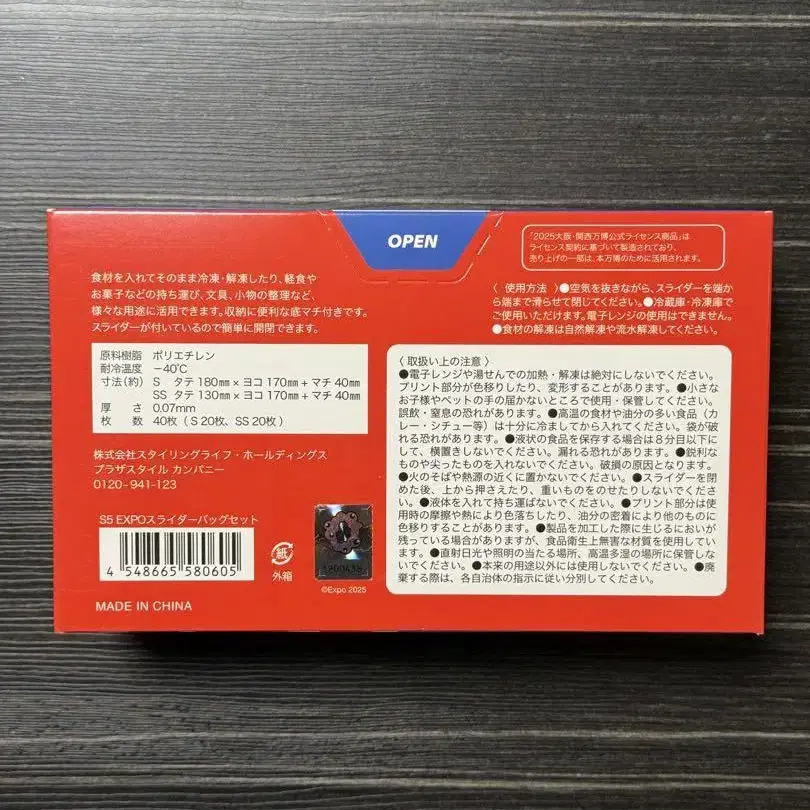 OPEN
「2025大阪・関西万博公式ライセンス商品」は
ライセンス契約に基づいて製造されており、
売り上げの一部は、本万博のために活用されます。
食材を入れてそのまま冷凍・解凍したり、軽食や
お菓子などの持ち運び、文具、小物の整理など、
様々な用途に活用できます。収納に便利な底マチ付きです。
スライダーが付いているので簡単に開閉できます。
〈 使用方法 〉●空気を抜きながら、スライダーを端か
ら端まで滑らせて閉じてください。●冷蔵庫・冷凍庫で
ご使用いただけます。電子レンジの使用はできません。
●食材の解凍は自然解凍や流水解凍してください。
原料樹脂 ポリエチレン
耐冷温度 −40℃
寸法(約) S タテ 180mm × ヨコ 170mm + マチ 40mm
SS タテ 130mm × ヨコ 170mm + マチ 40mm
厚 さ 0.07mm
枚 数 40枚 ( S 20枚、SS 20枚 )
株式会社スタイリングライフ・ホールディングス
プラザスタイル カンパニー
0120-941-123
S5 EXPOスライダーバッグセット
4 548665 580605
紙
外箱
©Expo 2025
MADE IN CHINA
〈 取扱い上の注意 〉
●電子レンジや湯せんでの加熱・解凍は絶対にしないでください。
プリント部分が色移りしたり、変形することがあります。●小さな
お子様やペットの手の届かないところで使用・保管してください。
誤飲・窒息の恐れがあります。●高温の食材や油分の多い食品（カ
レー・シチュー等）は十分に冷ましてから入れてください。袋が破
れる恐れがあります。●液状の食品を保存する場合は８分目以下に
して、横置きしないでください。漏れる恐れがあります。●鋭利な
ものや尖ったものを入れないでください。破損の原因となります。
●火のそばや熱源の近くに置かないでください。●スライダーを閉
めた後、上から押さえたり、重いものをのせたりしないでくださ
い。●液体を入れて持ち運ばないでください。●プリント部分は使
用時の摩擦や熱により色落ちしたり、油分の密着により他のものに
色移りすることがあります。●製品を加工した際に生じるにおいが
残っている場合がありますが、食品衛生上無害な材質を使用してい
ます。●直射日光や照明の当たる場所、高温多湿の場所に保管しな
いでください。●本来の用途以外には使用しないでください。●廃
棄する際は、各自治体の指示に従い分別してください。